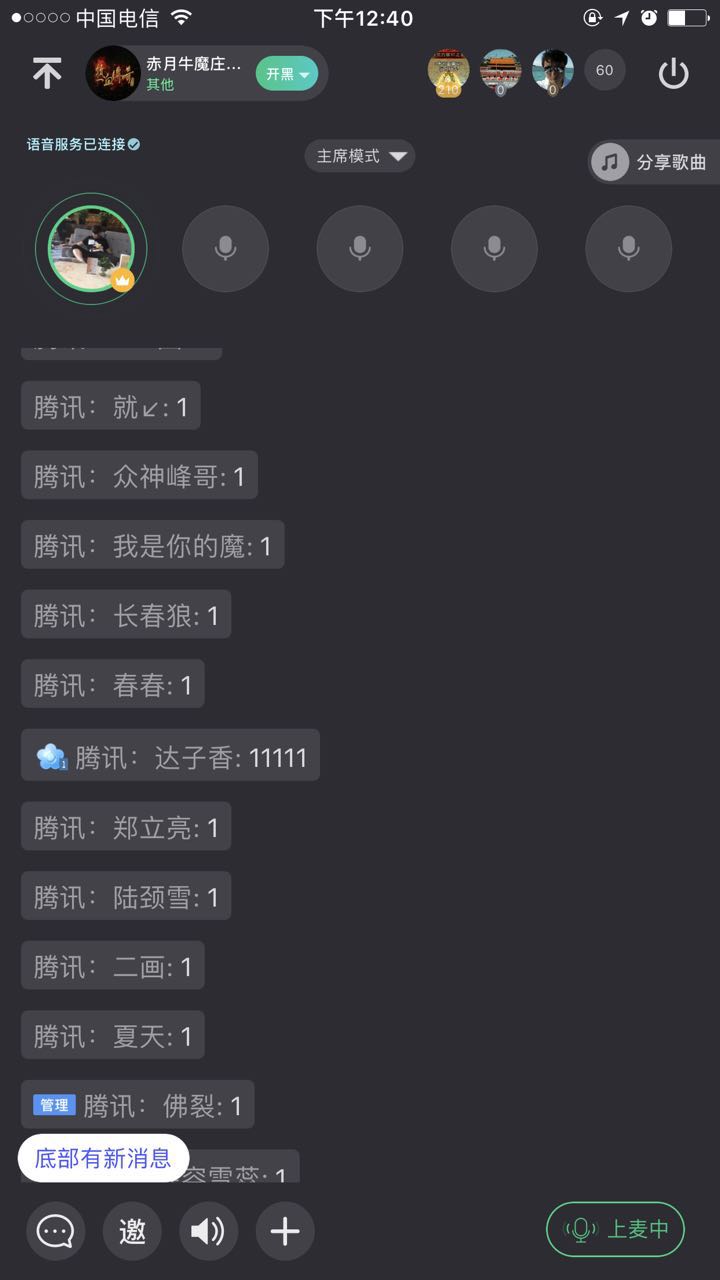 中国电信
下午12:40
赤月牛魔庄...
其他
开黑
210
0
0
60
语音服务已连接
主席模式
分享歌曲
腾讯：就↙: 1
腾讯：众神峰哥: 1
腾讯：我是你的魔: 1
腾讯：长春狼: 1
腾讯：春春: 1
1 腾讯：达子香: 11111
腾讯：郑立亮: 1
腾讯：陆颈雪: 1
腾讯：二画: 1
腾讯：夏天: 1
管理 腾讯：佛裂: 1
容雪蕊: 1
底部有新消息
邀
上麦中